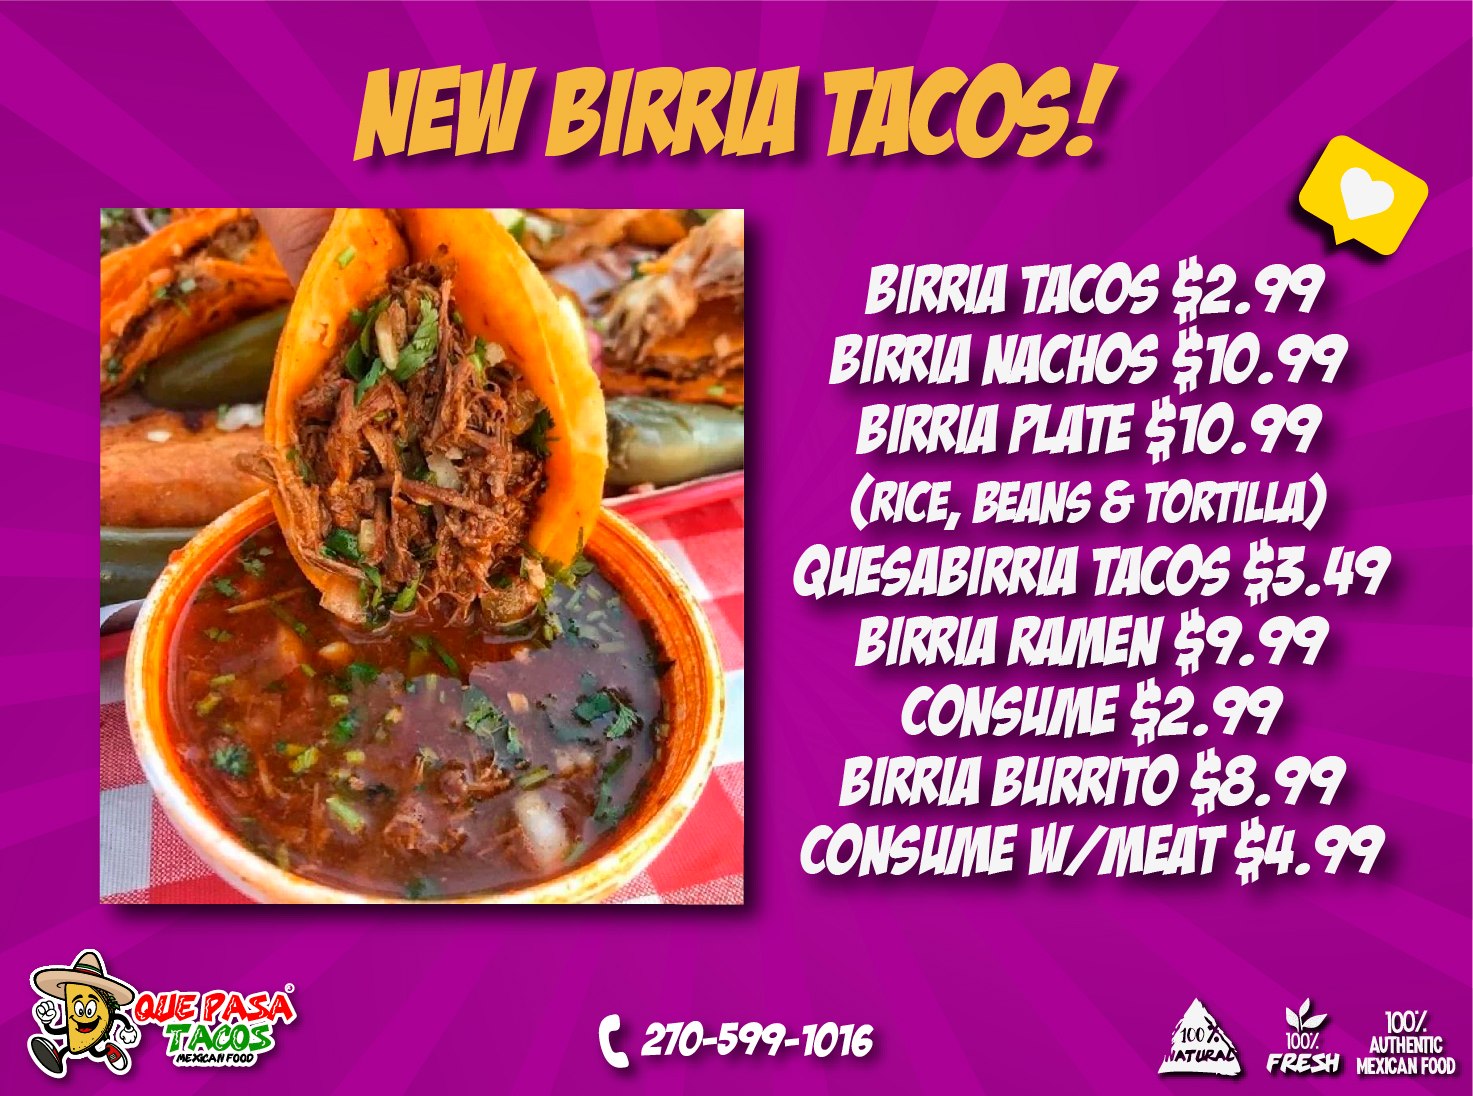 NEW BIRRIA TACOS!
BIRRIA TACOS $2.99
BIRRIA NACHOS $10.99
BIRRIA PLATE $10.99
(RICE, BEANS & TORTILLA)
QUESABIRRIA TACOS $3.49
BIRRIA RAMEN $9.99
CONSUME $2.99
BIRRIA BURRITO $8.99
CONSUME W/MEAT $4.99
QUE PASA
TACOS
MEXICAN FOOD
270-599-1016
100%
NATURAL
100%
FRESH
100%
AUTHENTIC
MEXICAN FOOD